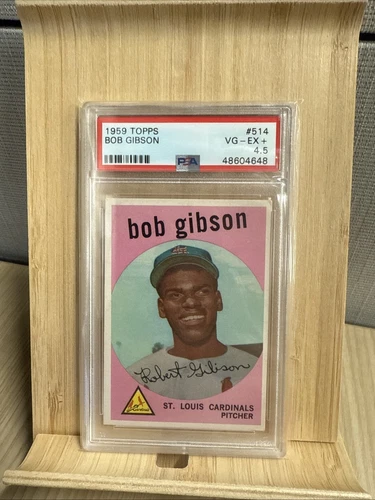 1959 TOPPS #514
BOB GIBSON VG-EX+
4.5
PSA 48604648
bob gibson
Robert Gibson
Cardinals
ST. LOUIS CARDINALS
PITCHER